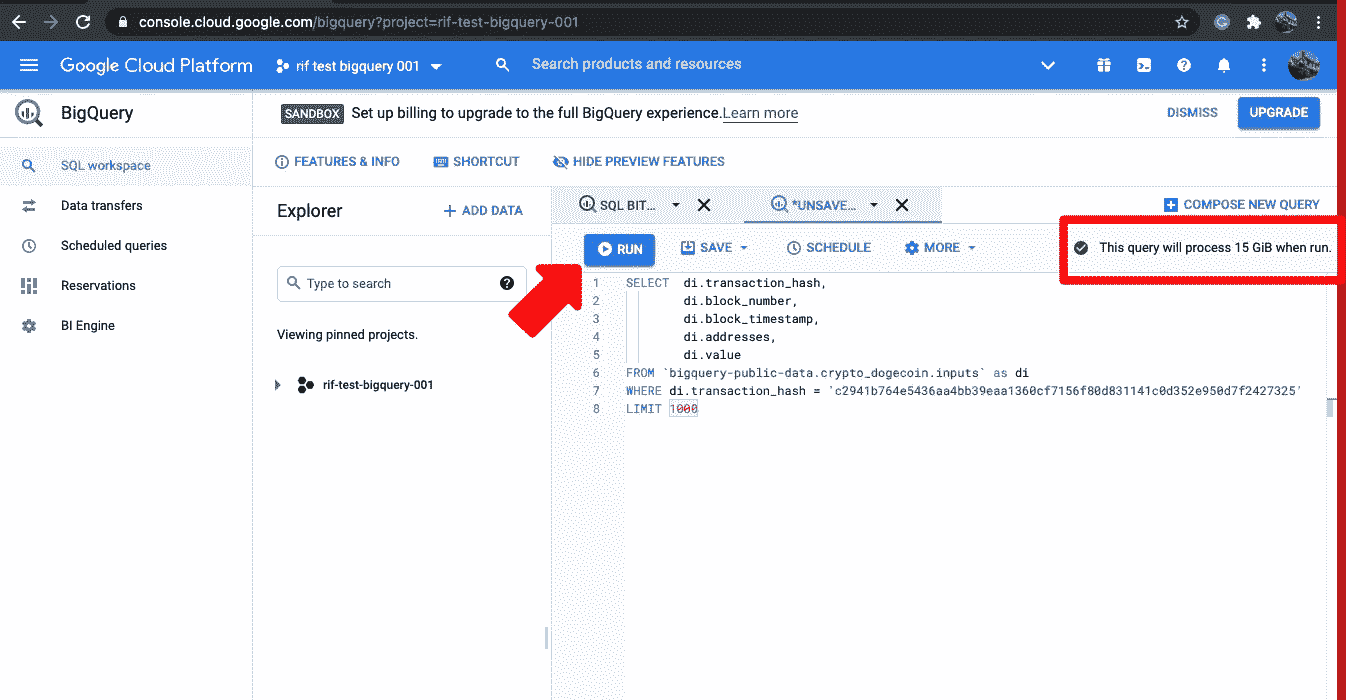 console.cloud.google.com/bigquery?project=rif-test-bigquery-001
Google Cloud Platform rif test bigquery 001 Search products and resources
BigQuery
SANDBOX Set up billing to upgrade to the full BigQuery experience.Learn more DISMISS UPGRADE
SQL workspace
Data transfers
Scheduled queries
Reservations
BI Engine
FEATURES & INFO SHORTCUT HIDE PREVIEW FEATURES
Explorer + ADD DATA
Type to search
Viewing pinned projects.
rif-test-bigquery-001
SQL BIT... *UNSAVE... COMPOSE NEW QUERY
RUN SAVE SCHEDULE MORE This query will process 15 GiB when run.
1 SELECT di.transaction_hash,
2 di.block_number,
3 di.block_timestamp,
4 di.addresses,
5 di.value
6 FROM `bigquery-public-data.crypto_dogecoin.inputs` as di
7 WHERE di.transaction_hash = 'c2941b764e5436aa4bb39eaa1360cf7156f80d831141c0d352e950d7f2427325'
8 LIMIT 1000